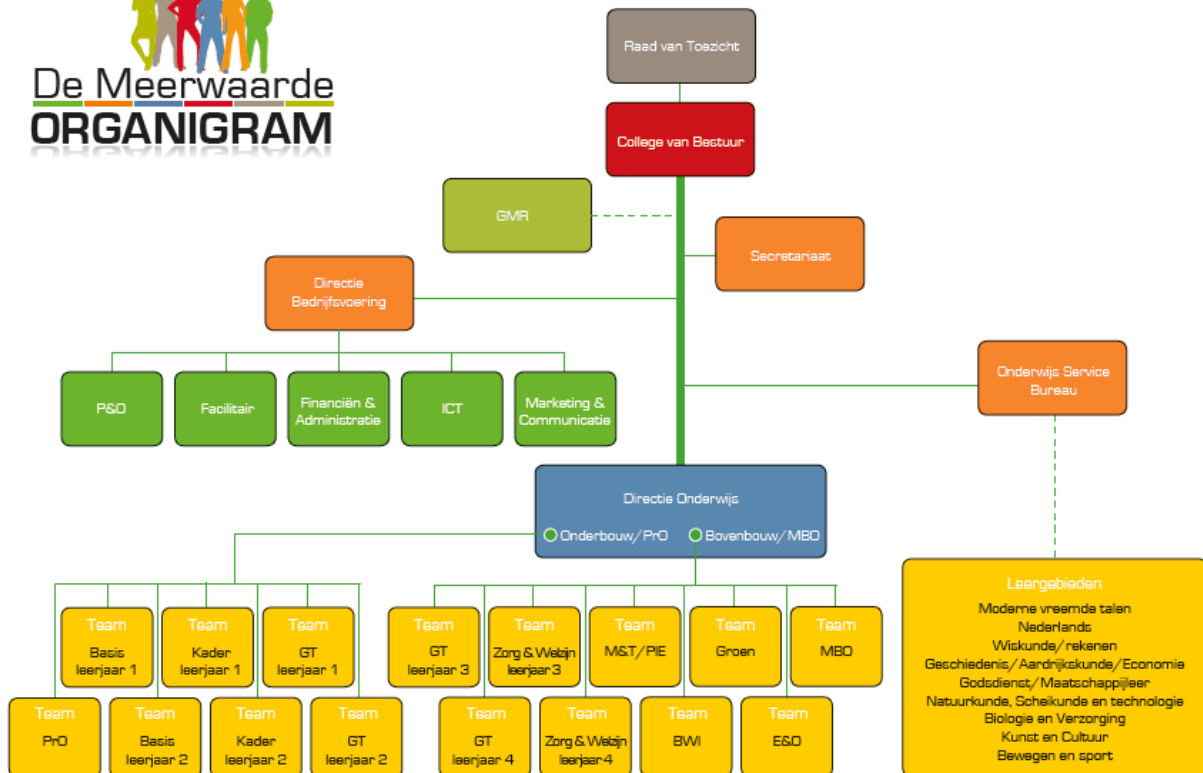 De Meerwaarde
ORGANIGRAM
Raad van Toezicht
College van Bestuur
GMR
Secretariaat
Directie
Bedrijfsvoering
P&O
Facilitair
Financiën &
Administratie
ICT
Marketing &
Communicatie
Onderwijs Service
Bureau
Directie Onderwijs
Onderbouw/PrO
Bovenbouw/MBO
Team
Basis
leerjaar 1
Team
Kader
leerjaar 1
Team
GT
leerjaar 1
Team
PrO
Team
Basis
leerjaar 2
Team
Kader
leerjaar 2
Team
GT
leerjaar 2
Team
GT
leerjaar 3
Team
Zorg & Welzijn
leerjaar 3
Team
M&T/PIE
Team
Groen
Team
MBO
Team
GT
leerjaar 4
Team
Zorg & Welzijn
leerjaar 4
Team
BWI
Team
E&O
Leergebieden
Moderne vreemde talen
Nederlands
Wiskunde/rekenen
Geschiedenis/Aardrijkskunde/Economie
Godsdienst/Maatschappijleer
Natuurkunde, Scheikunde en technologie
Biologie en Verzorging
Kunst en Cultuur
Bewegen en sport